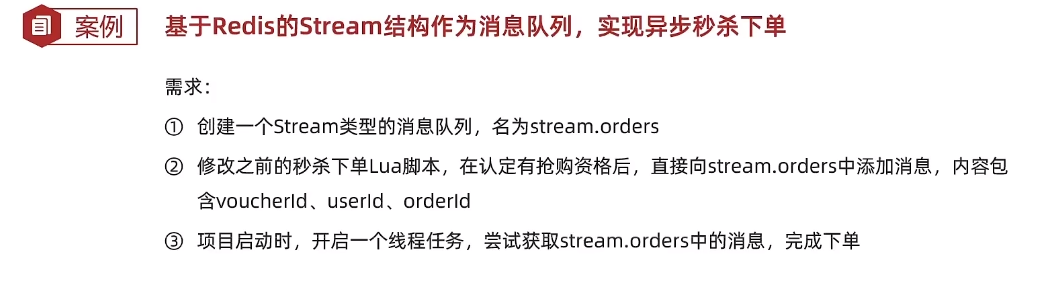 案例
基于Redis的Stream结构作为消息队列，实现异步秒杀下单
需求：
① 创建一个Stream类型的消息队列，名为stream.orders
② 修改之前的秒杀下单Lua脚本，在认定有抢购资格后，直接向stream.orders中添加消息，内容包
含voucherId、userId、orderId
③ 项目启动时，开启一个线程任务，尝试获取stream.orders中的消息，完成下单